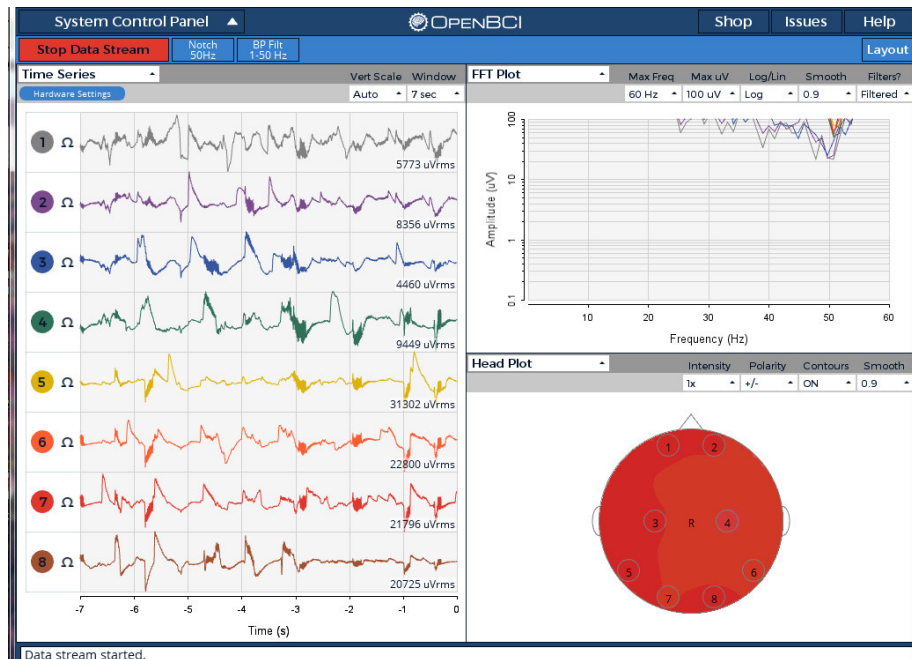 System Control Panel
OPENBCI
Shop
Issues
Help
Stop Data Stream
Notch
50Hz
BP Filt
1-50 Hz
Layout
Time Series
Vert Scale
Window
Hardware Settings
Auto
7 sec
1 Ω
5773 uVrms
2 Ω
8356 uVrms
3 Ω
4460 uVrms
4 Ω
9449 uVrms
5 Ω
31302 uVrms
6 Ω
22800 uVrms
7 Ω
21796 uVrms
8 Ω
20725 uVrms
-7 -6 -5 -4 -3 -2 -1 0
Time (s)
FFT Plot
Max Freq
Max uV
Log/Lin
Smooth
Filters?
60 Hz
100 uV
Log
0.9
Filtered
100
10
1
0.1
Amplitude (uV)
10 20 30 40 50 60
Frequency (Hz)
Head Plot
Intensity
Polarity
Contours
Smooth
1x
+/-
ON
0.9
1 2
3 R 4
5 6
7 8
Data stream started.